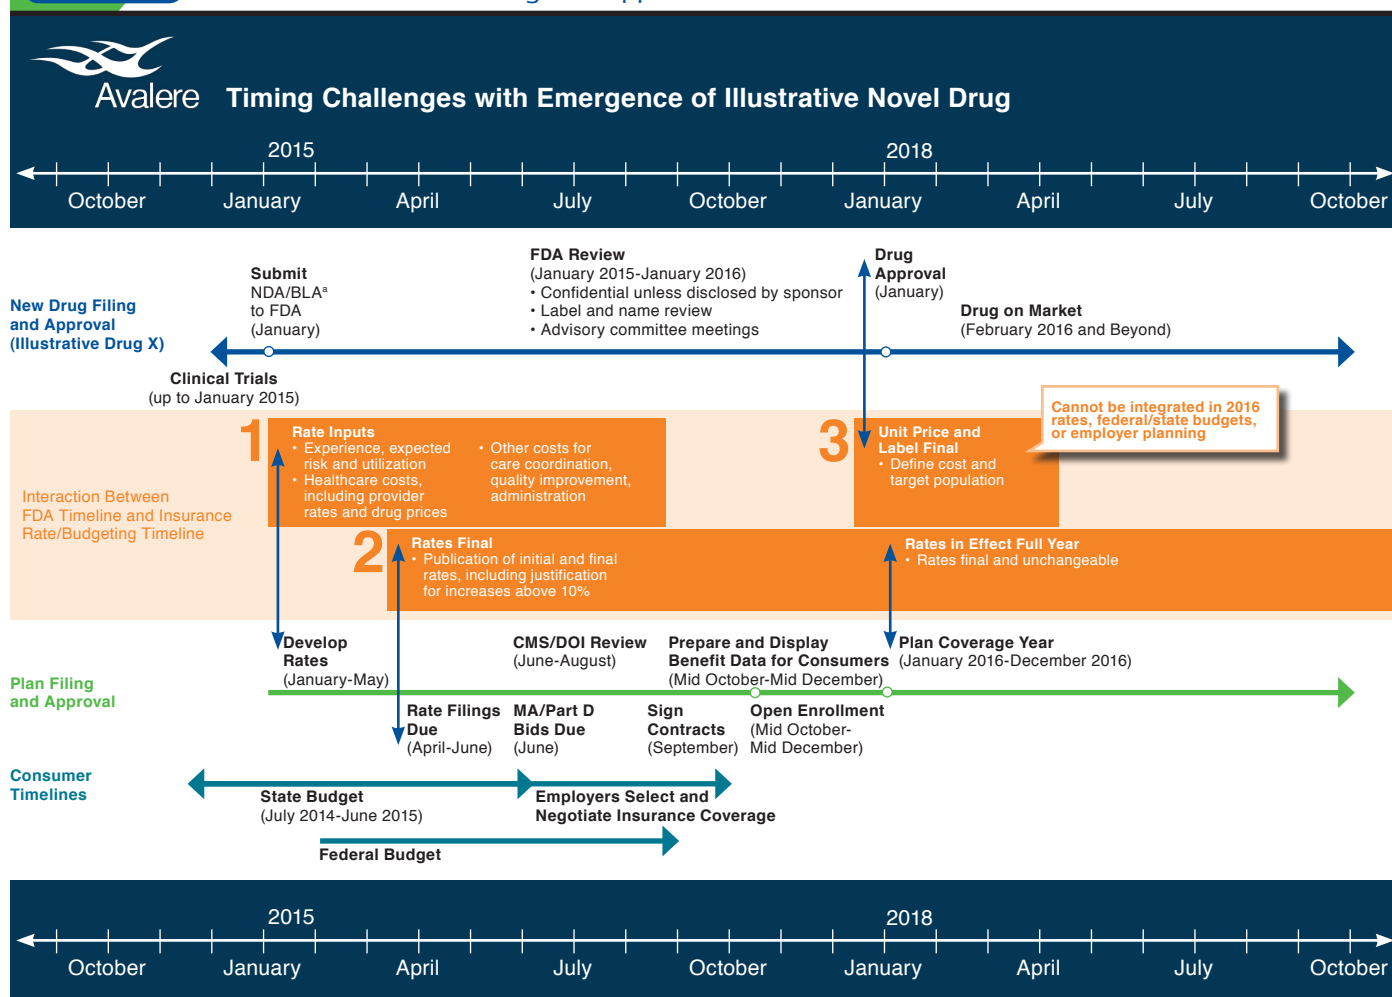 Avalere Timing Challenges with Emergence of Illustrative Novel Drug
2015 2018
October January April July October January April July October
New Drug Filing
and Approval
(Illustrative Drug X)
Submit
NDA/BLAa
to FDA
(January)
FDA Review
(January 2015-January 2016)
• Confidential unless disclosed by sponsor
• Label and name review
• Advisory committee meetings
Drug
Approval
(January)
Drug on Market
(February 2016 and Beyond)
Clinical Trials
(up to January 2015)
Interaction Between
FDA Timeline and Insurance
Rate/Budgeting Timeline
1
Rate Inputs
• Experience, expected
risk and utilization
• Healthcare costs,
including provider
rates and drug prices
• Other costs for
care coordination,
quality improvement,
administration
3
Unit Price and
Label Final
• Define cost and
target population
Cannot be integrated in 2016
rates, federal/state budgets,
or employer planning
2
Rates Final
• Publication of initial and final
rates, including justification
for increases above 10%
Rates in Effect Full Year
• Rates final and unchangeable
Plan Filing
and Approval
Develop
Rates
(January-May)
CMS/DOI Review
(June-August)
Prepare and Display
Benefit Data for Consumers
(Mid October-Mid December)
Plan Coverage Year
(January 2016-December 2016)
Rate Filings
Due
(April-June)
MA/Part D
Bids Due
(June)
Sign
Contracts
(September)
Open Enrollment
(Mid October-
Mid December)
Consumer
Timelines
State Budget
(July 2014-June 2015)
Employers Select and
Negotiate Insurance Coverage
Federal Budget
2015 2018
October January April July October January April July October